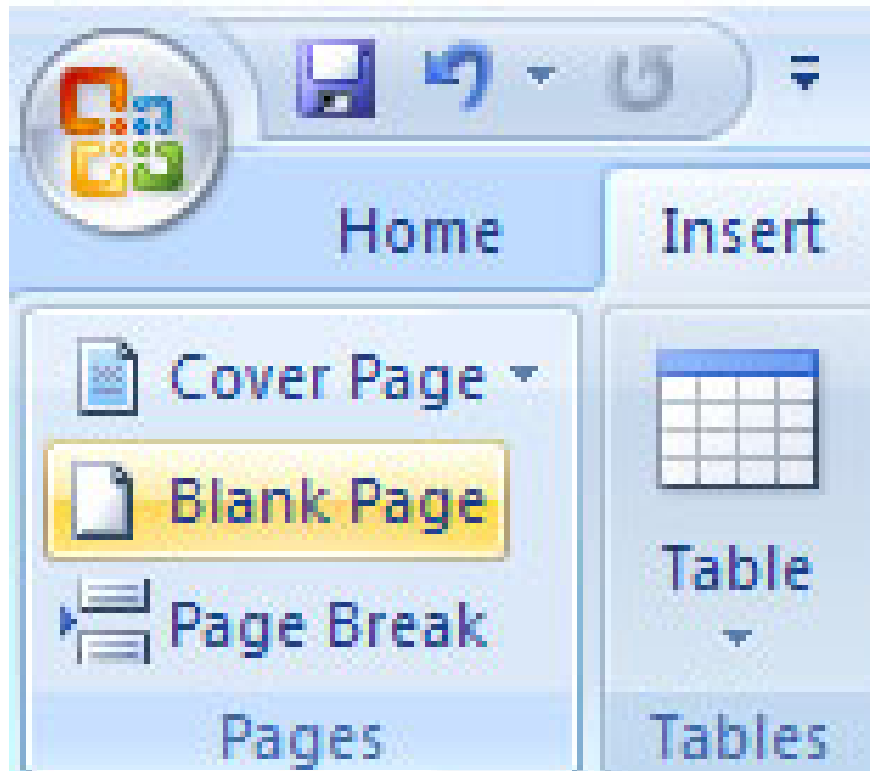 Home Insert
Cover Page
Blank Page
Page Break
Table
Pages Tables